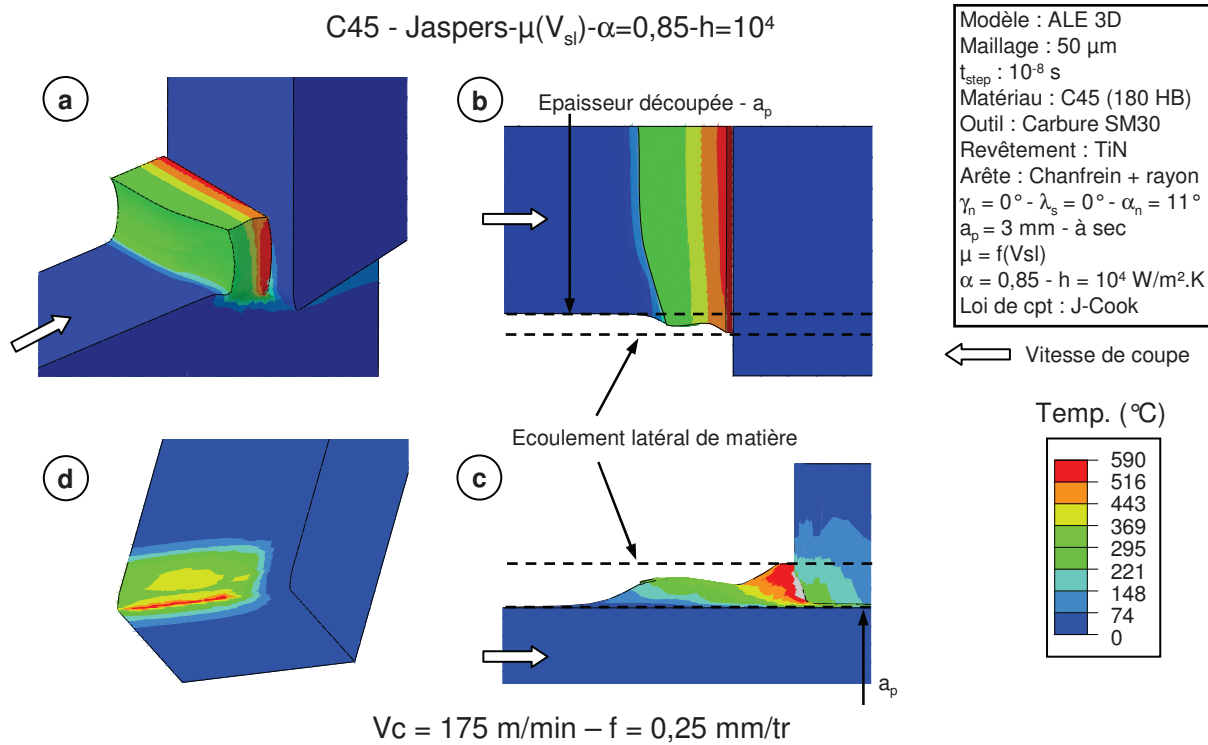 C45 - Jaspers-μ(Vsl)-α=0,85-h=10⁴
Modèle : ALE 3D
Maillage : 50 μm
tstep : 10⁻⁸ s
Matériau : C45 (180 HB)
Outil : Carbure SM30
Revêtement : TiN
Arête : Chanfrein + rayon
γn = 0° - λs = 0° - αn = 11°
ap = 3 mm - à sec
μ = f(Vsl)
α = 0,85 - h = 10⁴ W/m².K
Loi de cpt : J-Cook
Vitesse de coupe
a
b
Epaisseur découpée - ap
Ecoulement latéral de matière
d
c
ap
Temp. (°C)
590
516
443
369
295
221
148
74
0
Vc = 175 m/min – f = 0,25 mm/tr